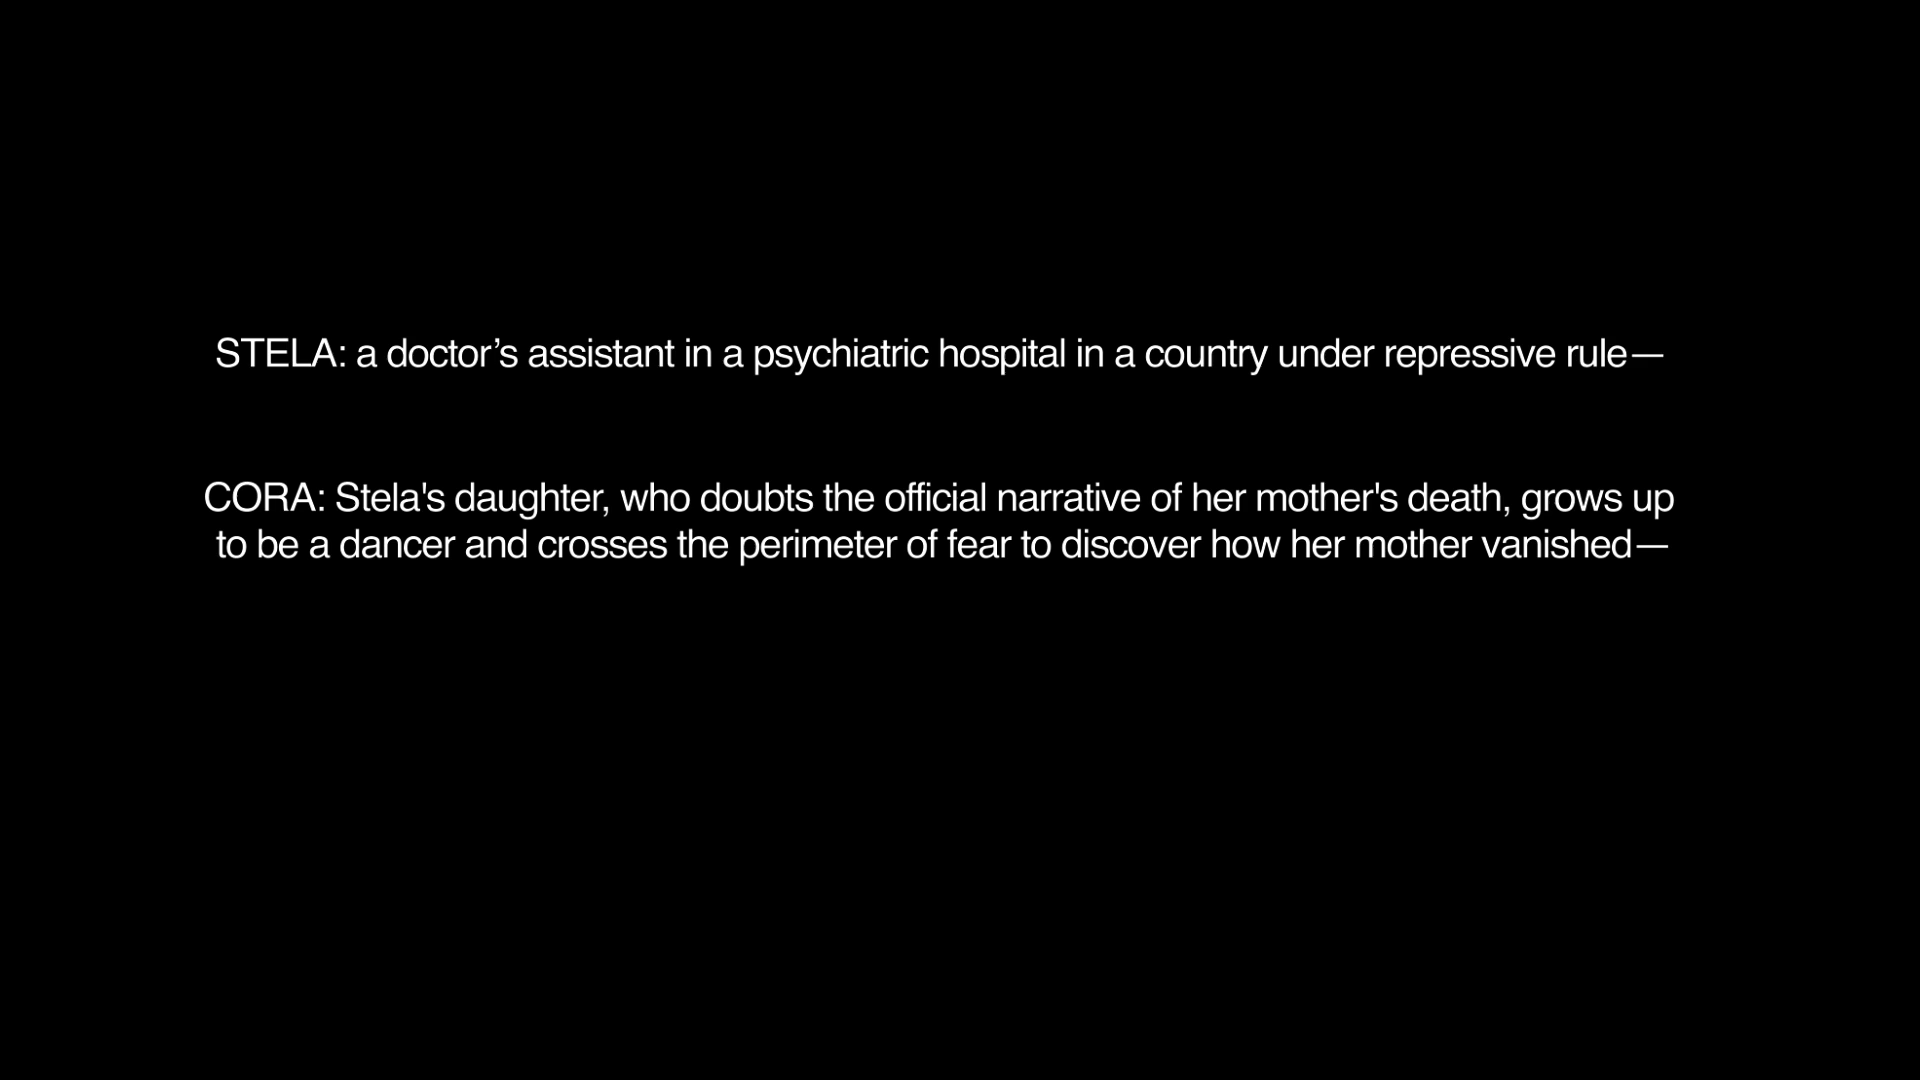 STELA: a doctor’s assistant in a psychiatric hospital in a country under repressive rule—
CORA: Stela's daughter, who doubts the official narrative of her mother's death, grows up
to be a dancer and crosses the perimeter of fear to discover how her mother vanished—